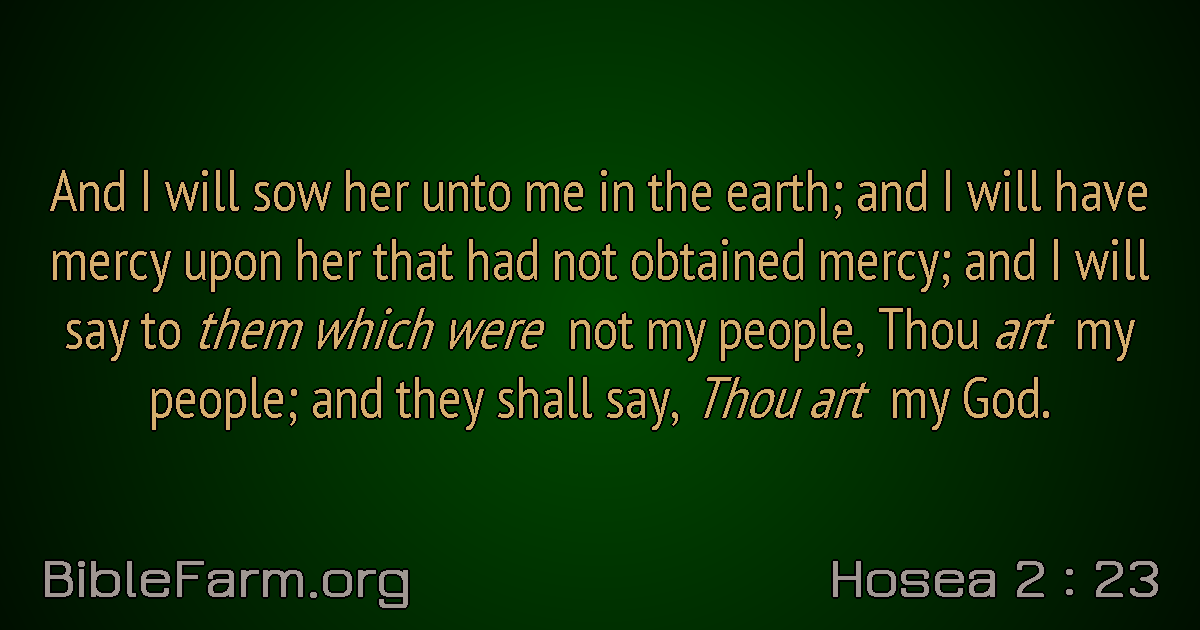 And I will sow her unto me in the earth; and I will have
mercy upon her that had not obtained mercy; and I will
say to them which were not my people, Thou art my
people; and they shall say, Thou art my God.
BibleFarm.org
Hosea 2 : 23